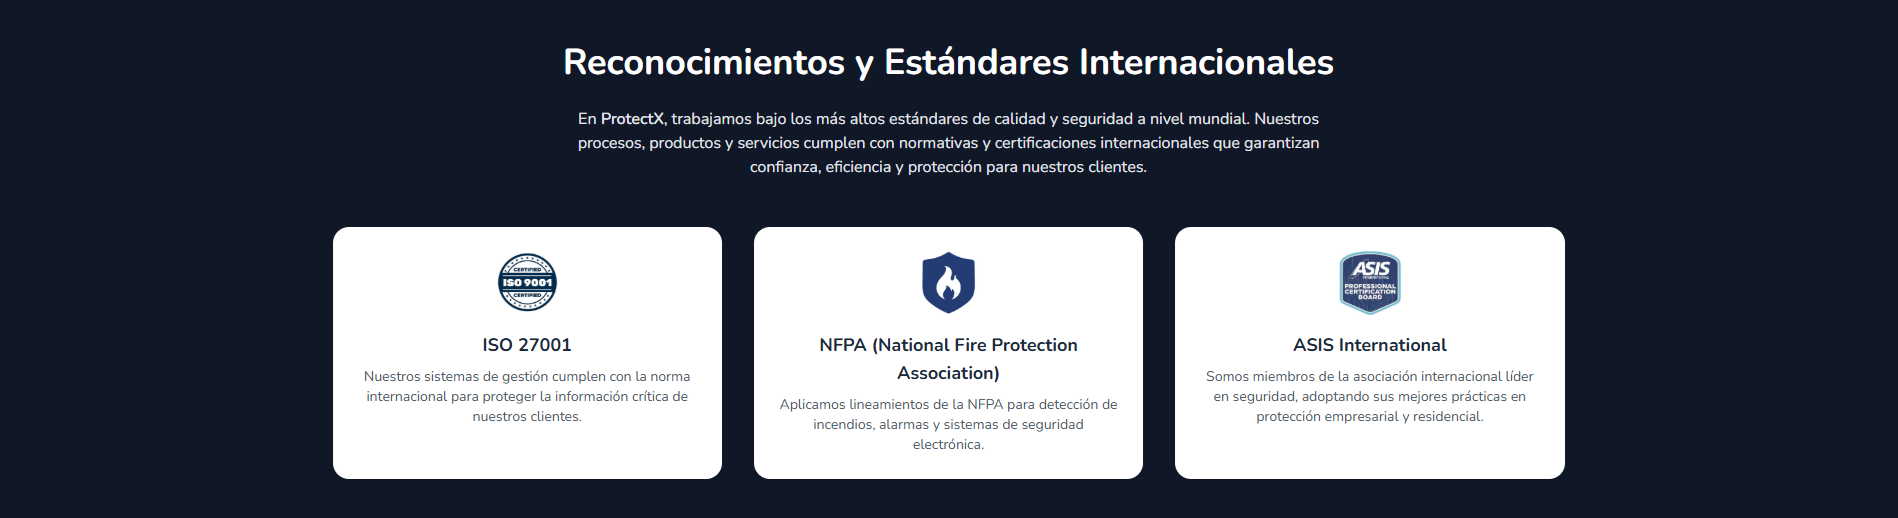 Reconocimientos y Estándares Internacionales
En ProtectX, trabajamos bajo los más altos estándares de calidad y seguridad a nivel mundial. Nuestros
procesos, productos y servicios cumplen con normativas y certificaciones internacionales que garantizan
confianza, eficiencia y protección para nuestros clientes.
CERTIFIED
ISO 9001
CERTIFIED
ISO 27001
Nuestros sistemas de gestión cumplen con la norma
internacional para proteger la información crítica de
nuestros clientes.
NFPA (National Fire Protection
Association)
Aplicamos lineamientos de la NFPA para detección de
incendios, alarmas y sistemas de seguridad
electrónica.
ASIS
INTERNATIONAL
PROFESSIONAL
CERTIFICATION
BOARD
ASIS International
Somos miembros de la asociación internacional líder
en seguridad, adoptando sus mejores prácticas en
protección empresarial y residencial.